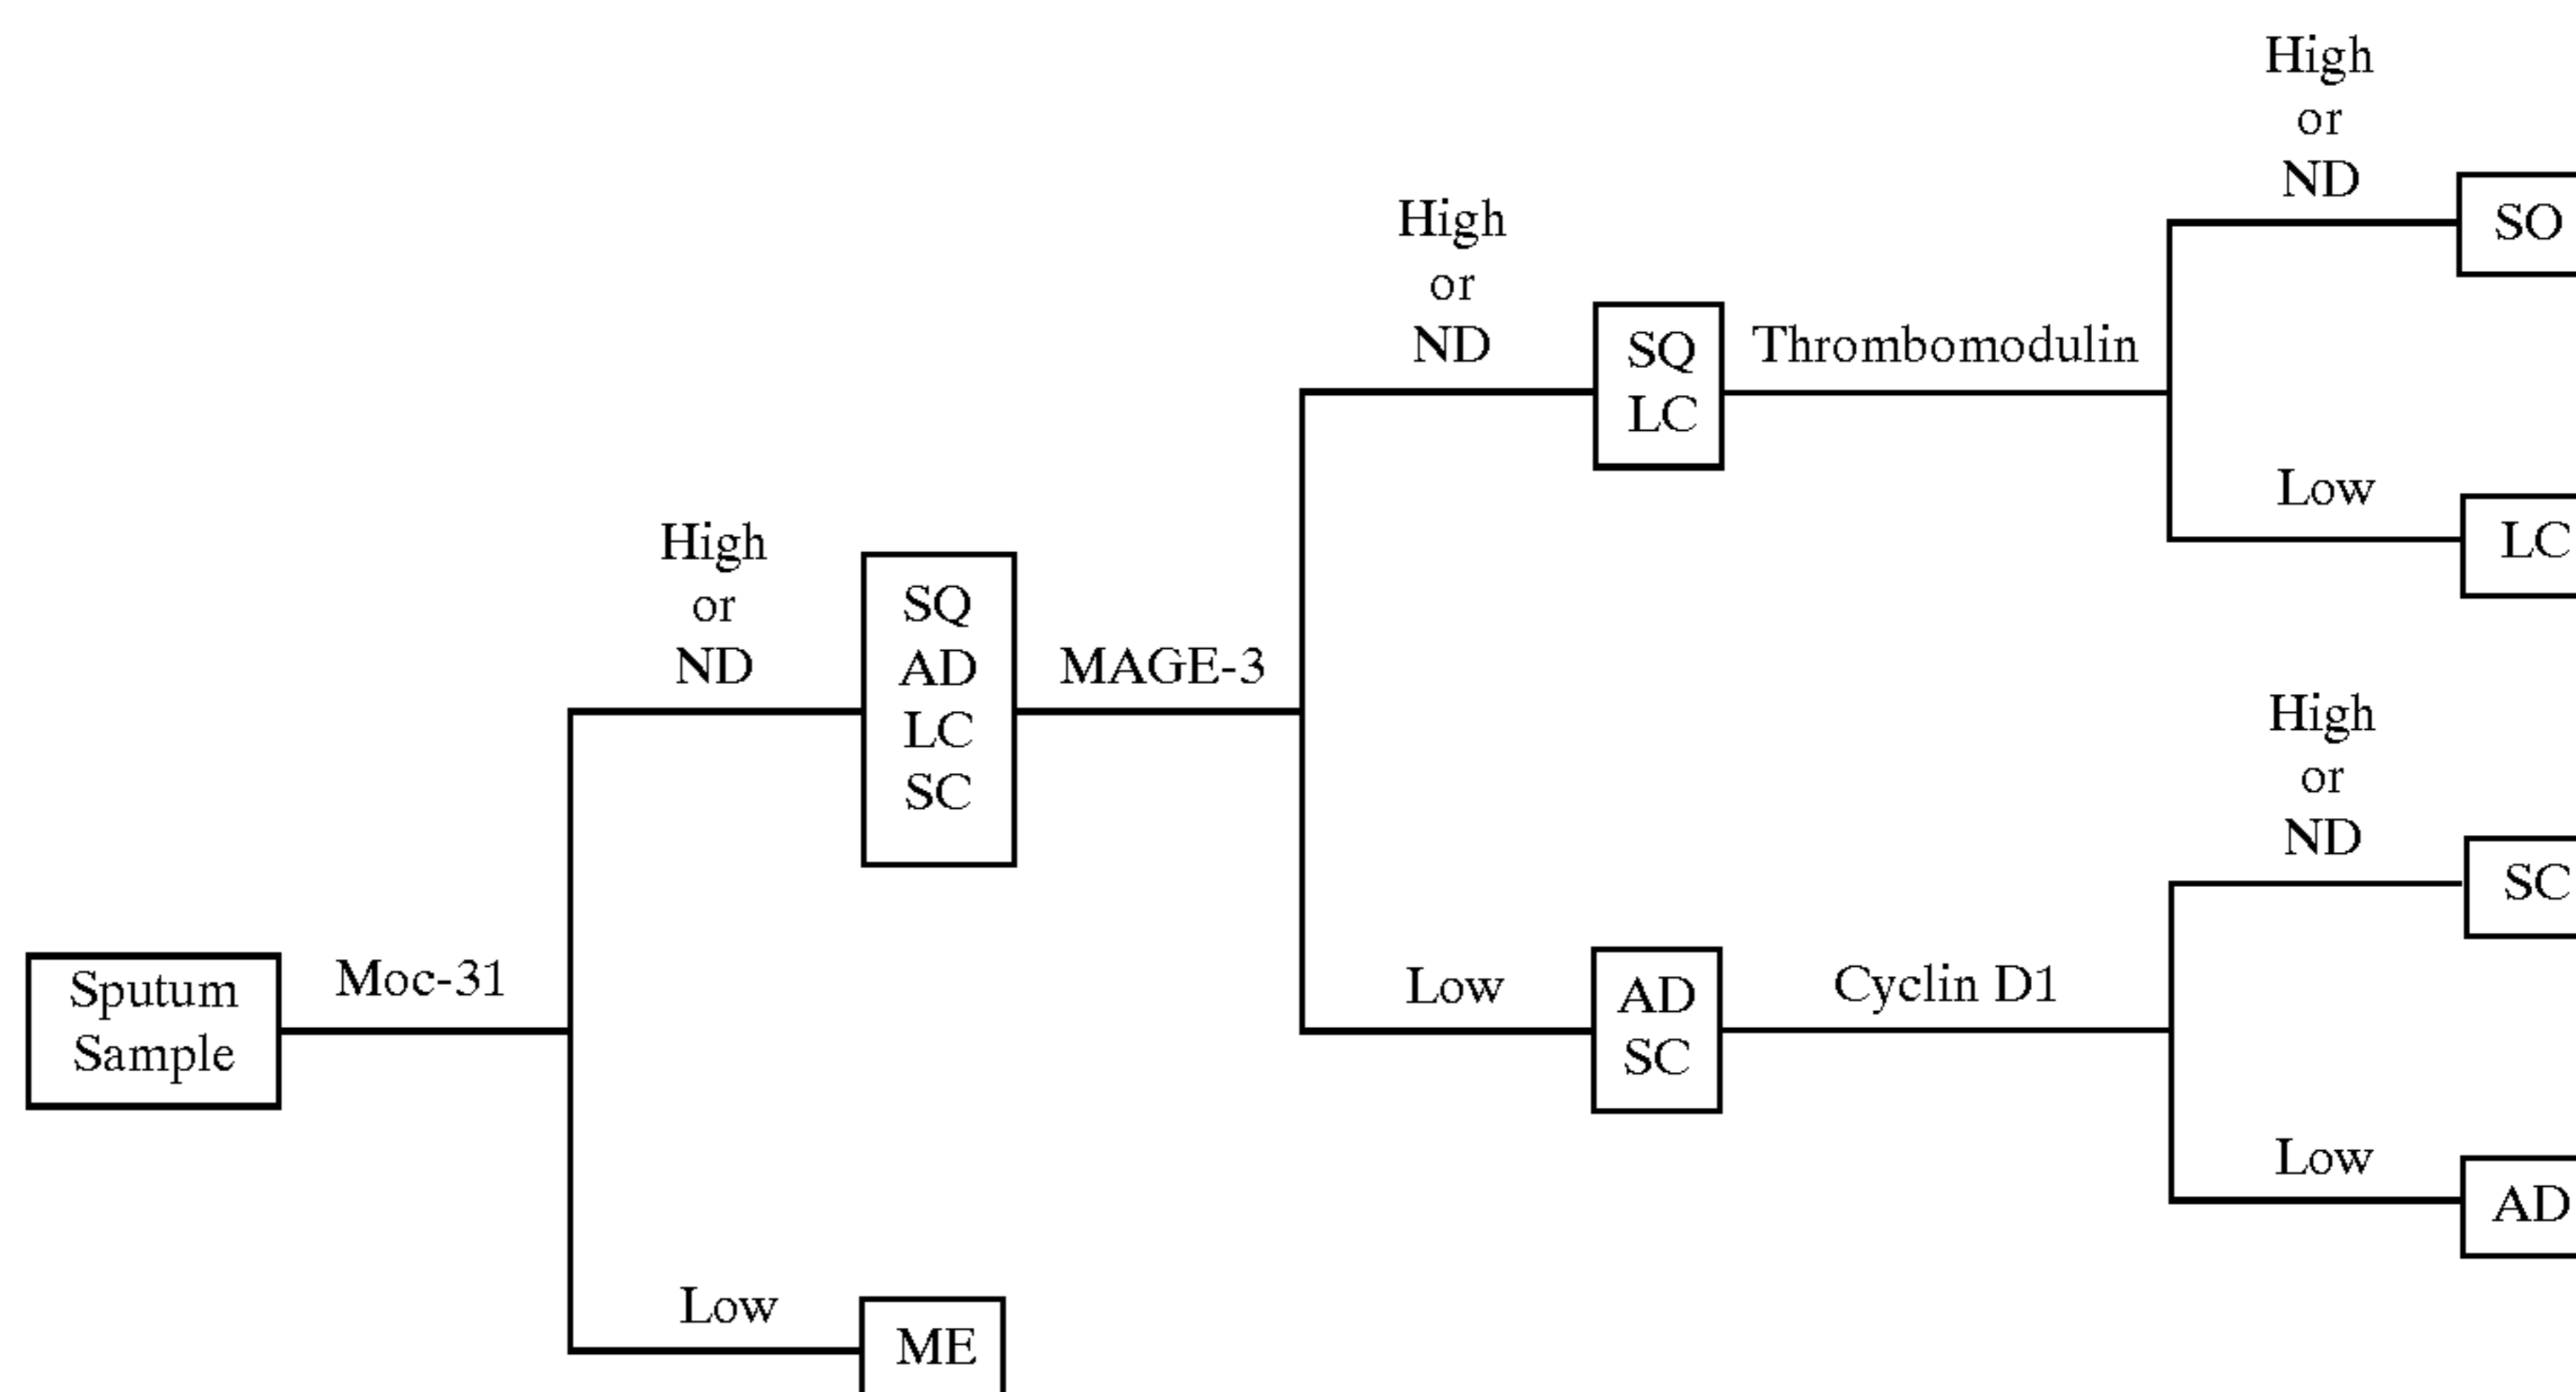 High
or
ND
SO
High
or
ND
SQ
LC
Thrombomodulin
Low
LC
High
or
ND
SQ
AD
LC
SC
MAGE-3
High
or
ND
SC
Sputum
Sample
Moc-31
Low
AD
SC
Cyclin D1
Low
AD
Low
ME